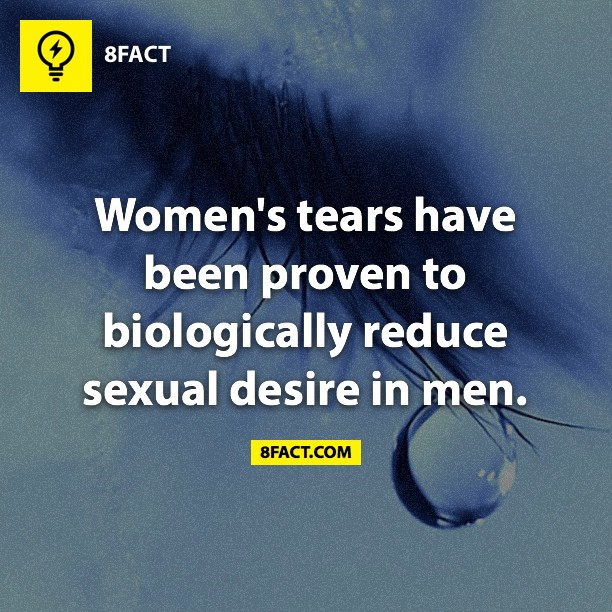 8FACT
Women's tears have
been proven to
biologically reduce
sexual desire in men.
8FACT.COM